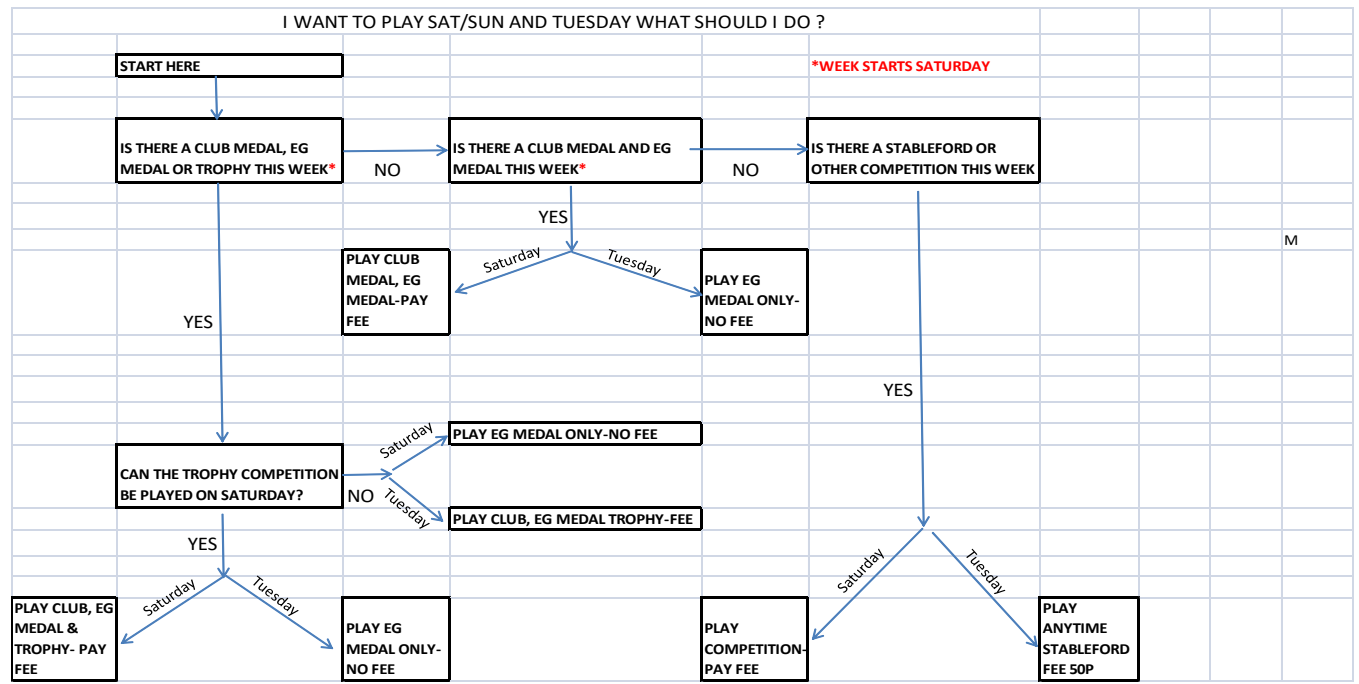 I WANT TO PLAY SAT/SUN AND TUESDAY WHAT SHOULD I DO ?
START HERE
*WEEK STARTS SATURDAY
IS THERE A CLUB MEDAL, EG
MEDAL OR TROPHY THIS WEEK*
NO
IS THERE A CLUB MEDAL AND EG
MEDAL THIS WEEK*
NO
IS THERE A STABLEFORD OR
OTHER COMPETITION THIS WEEK
YES
M
Saturday
Tuesday
PLAY CLUB
MEDAL, EG
MEDAL-PAY
FEE
PLAY EG
MEDAL ONLY-
NO FEE
YES
YES
Saturday
PLAY EG MEDAL ONLY-NO FEE
CAN THE TROPHY COMPETITION
BE PLAYED ON SATURDAY?
NO
Tuesday
PLAY CLUB, EG MEDAL TROPHY-FEE
YES
Saturday
Tuesday
Saturday
Tuesday
PLAY CLUB, EG
MEDAL &
TROPHY- PAY
FEE
PLAY EG
MEDAL ONLY-
NO FEE
PLAY
COMPETITION-
PAY FEE
PLAY
ANYTIME
STABLEFORD
FEE 50P